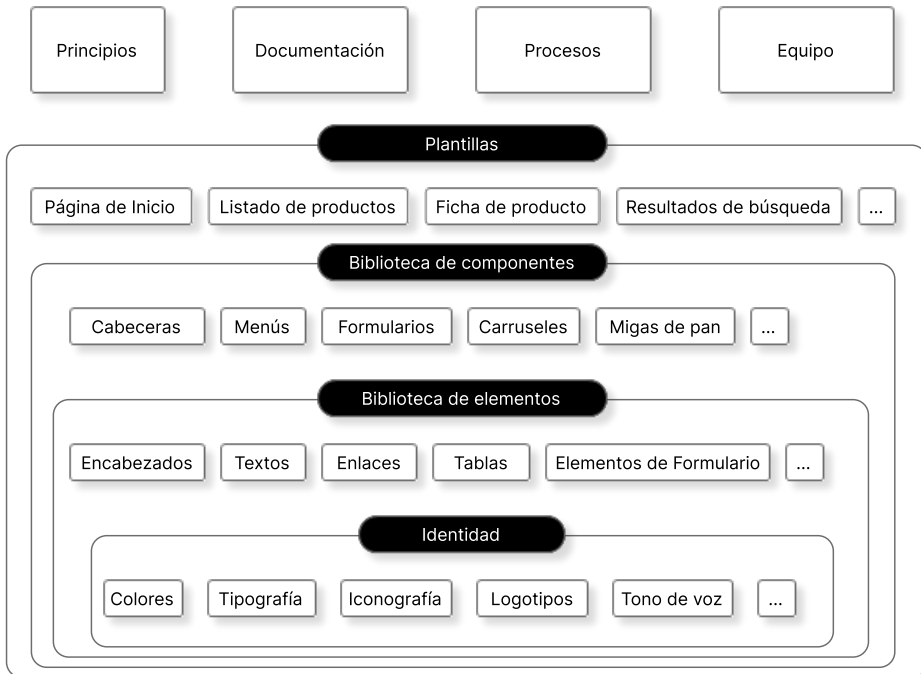 Principios
Documentación
Procesos
Equipo
Plantillas
Página de Inicio
Listado de productos
Ficha de producto
Resultados de búsqueda
...
Biblioteca de componentes
Cabeceras
Menús
Formularios
Carruseles
Migas de pan
...
Biblioteca de elementos
Encabezados
Textos
Enlaces
Tablas
Elementos de Formulario
...
Identidad
Colores
Tipografía
Iconografía
Logotipos
Tono de voz
...